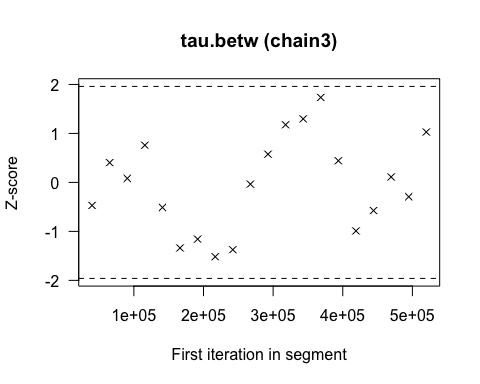 tau.betw (chain3)
2
1
0
-1
-2
Z-score
1e+05 2e+05 3e+05 4e+05 5e+05
First iteration in segment